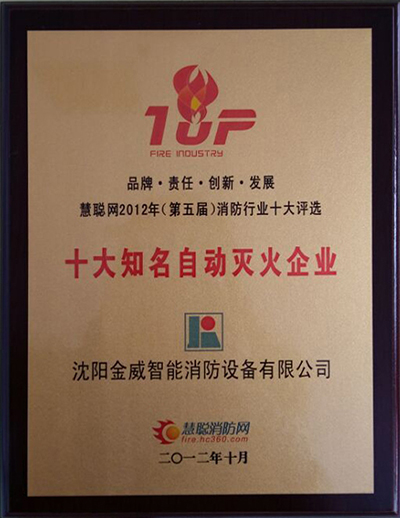 1UP
FIRE INDUSTRY
品牌·责任·创新·发展
慧聪网2012年(第五届)消防行业十大评选
十大知名自动灭火企业
沈阳金威智能消防设备有限公司
慧聪消防网
fire.hc360.com
二〇一二年十月